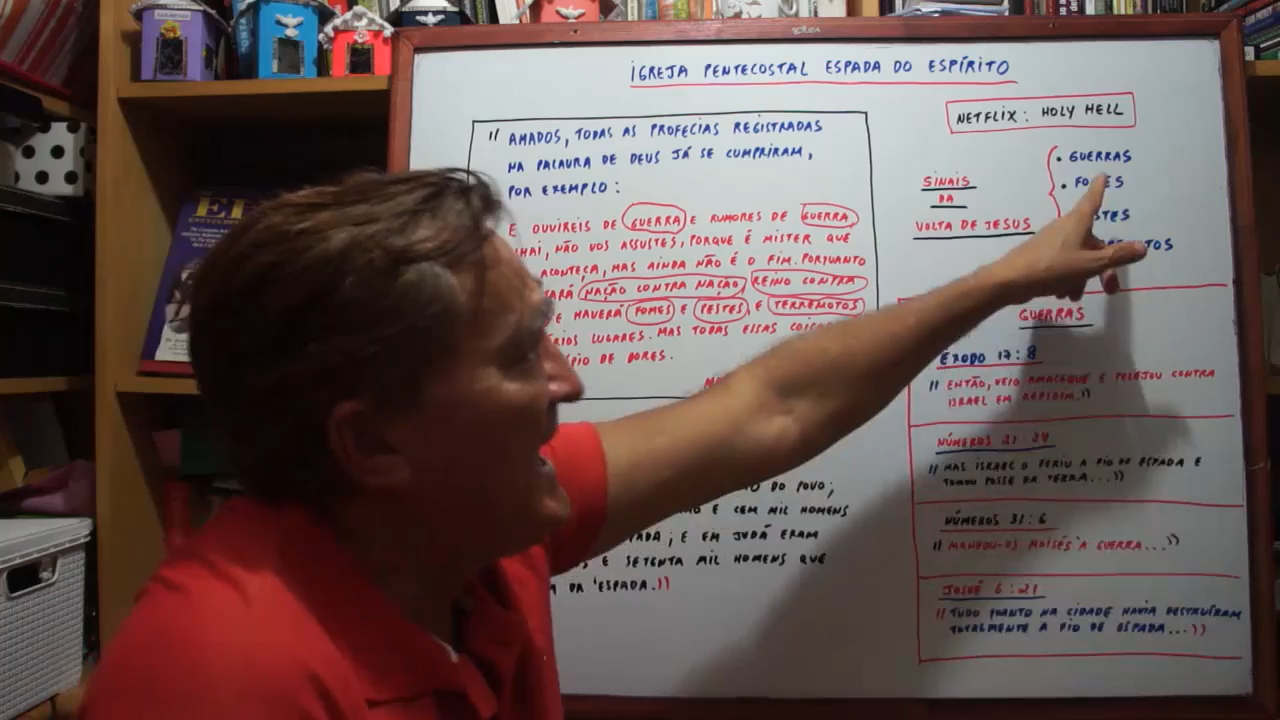 IGREJA PENTECOSTAL ESPADA DO ESPÍRITO
" AMADOS, TODAS AS PROFECIAS REGISTRADAS
NA PALAVRA DE DEUS JÁ SE CUMPRIRAM,
POR EXEMPLO:
E OUVIREIS DE GUERRA E RUMORES DE GUERRA
NÃO VOS ASSUSTES, PORQUE É MISTER QUE
ACONTEÇA, MAS AINDA NÃO É O FIM. PORQUANTO
NAÇÃO CONTRA NAÇÃO, REINO CONTRA
E HAVERÁ FOMES E PESTES, E TERREMOTOS
LUGARES. MAS TODAS ESSAS
DE DORES.
DO POVO;
E CEM MIL HOMENS
E EM JUDÁ ERAM
E SETENTA MIL HOMENS QUE
DA ESPADA."
NETFLIX: HOLY HELL
SINAIS
DA
VOLTA DE JESUS
• GUERRAS
•
GUERRAS
ÊXODO 17:8
" ENTÃO, VEIO AMALEQUE E PELEJOU CONTRA
ISRAEL EM REFIDIM."
NÚMEROS 21:24
" MAS ISRAEL O FERIU A FIO DE ESPADA E
TOMOU POSSE DA TERRA..."
NÚMEROS 31:6
" MANDOU-OS MOISÉS À GUERRA..."
JOSUÉ 6:21
" TUDO QUANTO NA CIDADE HAVIA DESTRUÍRAM
TOTALMENTE A FIO DE ESPADA..."